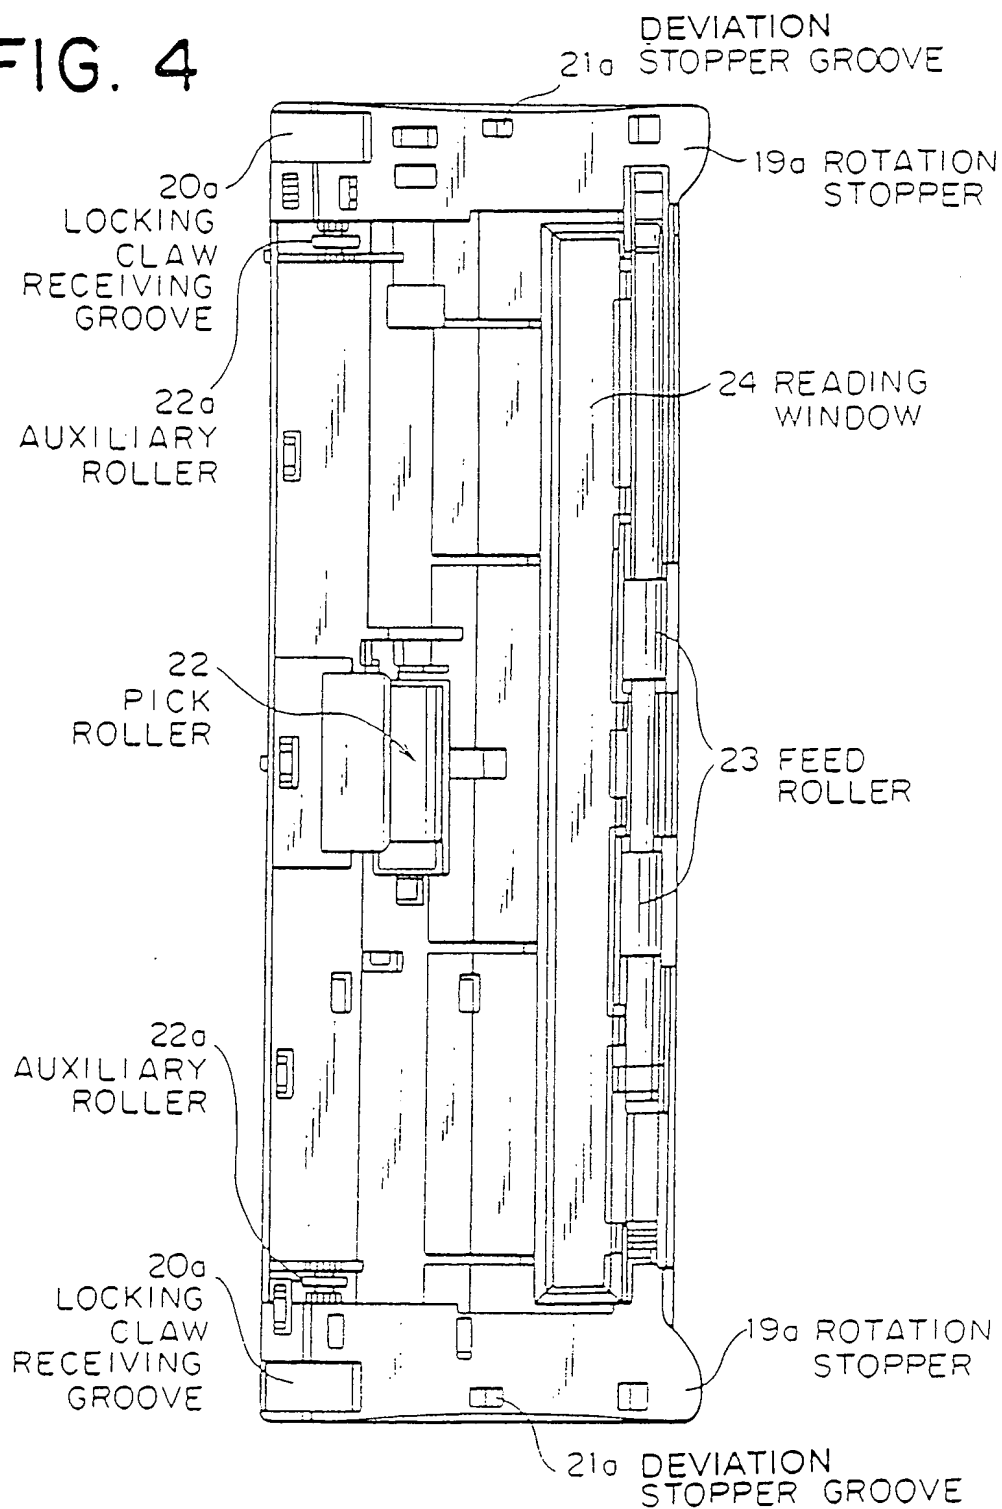 FIG. 4
DEVIATION
21a STOPPER GROOVE
19a ROTATION
STOPPER
20a
LOCKING
CLAW
RECEIVING
GROOVE
22a
AUXILIARY
ROLLER
24 READING
WINDOW
22
PICK
ROLLER
23 FEED
ROLLER
22a
AUXILIARY
ROLLER
20a
LOCKING
CLAW
RECEIVING
GROOVE
19a ROTATION
STOPPER
21a DEVIATION
STOPPER GROOVE